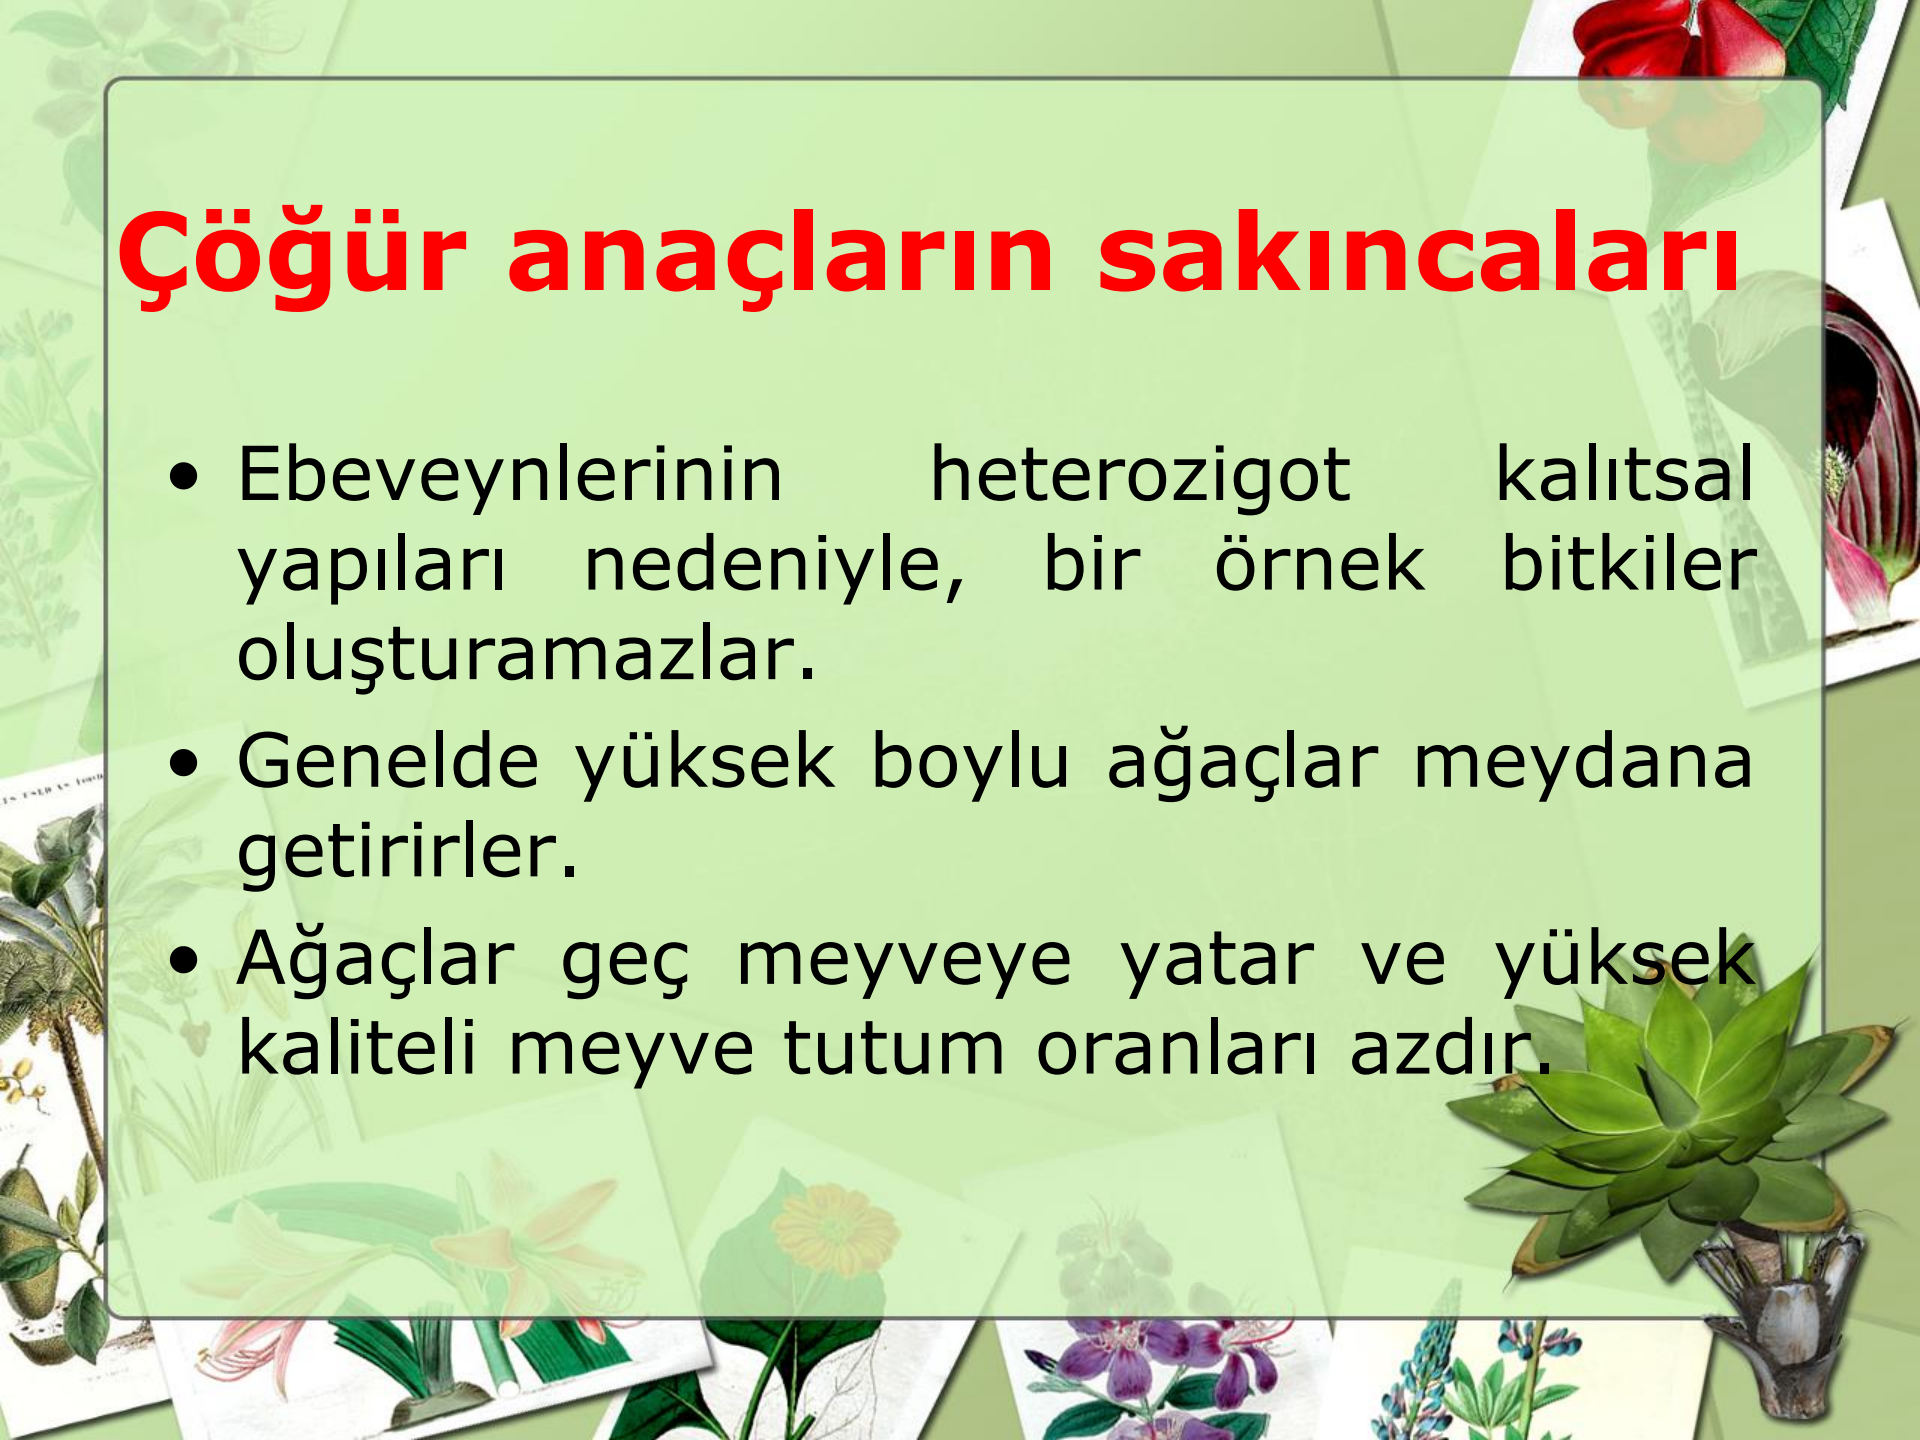 Çöğür anaçların sakıncaları
• Ebeveynlerinin heterozigot kalıtsal
yapıları nedeniyle, bir örnek bitkiler
oluşturamazlar.
• Genelde yüksek boylu ağaçlar meydana
getirirler.
• Ağaçlar geç meyveye yatar ve yüksek
kaliteli meyve tutum oranları azdır.